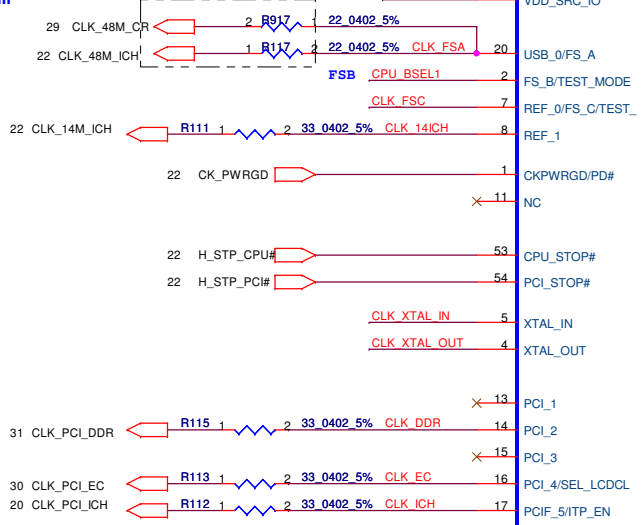 VDD_SRC_IO
29 CLK_48M_CR 2 R917 1 22_0402_5%
22 CLK_48M_ICH 1 R117 2 22_0402_5% CLK_FSA 20 USB_0/FS_A
FSB CPU_BSEL1 2 FS_B/TEST_MODE
CLK_FSC 7 REF_0/FS_C/TEST_
22 CLK_14M_ICH R111 1 2 33_0402_5% CLK_14ICH 8 REF_1
22 CK_PWRGD 1 CKPWRGD/PD#
11 NC
22 H_STP_CPU# 53 CPU_STOP#
22 H_STP_PCI# 54 PCI_STOP#
CLK_XTAL_IN 5 XTAL_IN
CLK_XTAL_OUT 4 XTAL_OUT
13 PCI_1
31 CLK_PCI_DDR R115 1 2 33_0402_5% CLK_DDR 14 PCI_2
15 PCI_3
30 CLK_PCI_EC R113 1 2 33_0402_5% CLK_EC 16 PCI_4/SEL_LCDCL
20 CLK_PCI_ICH R112 1 2 33_0402_5% CLK_ICH 17 PCIF_5/ITP_EN